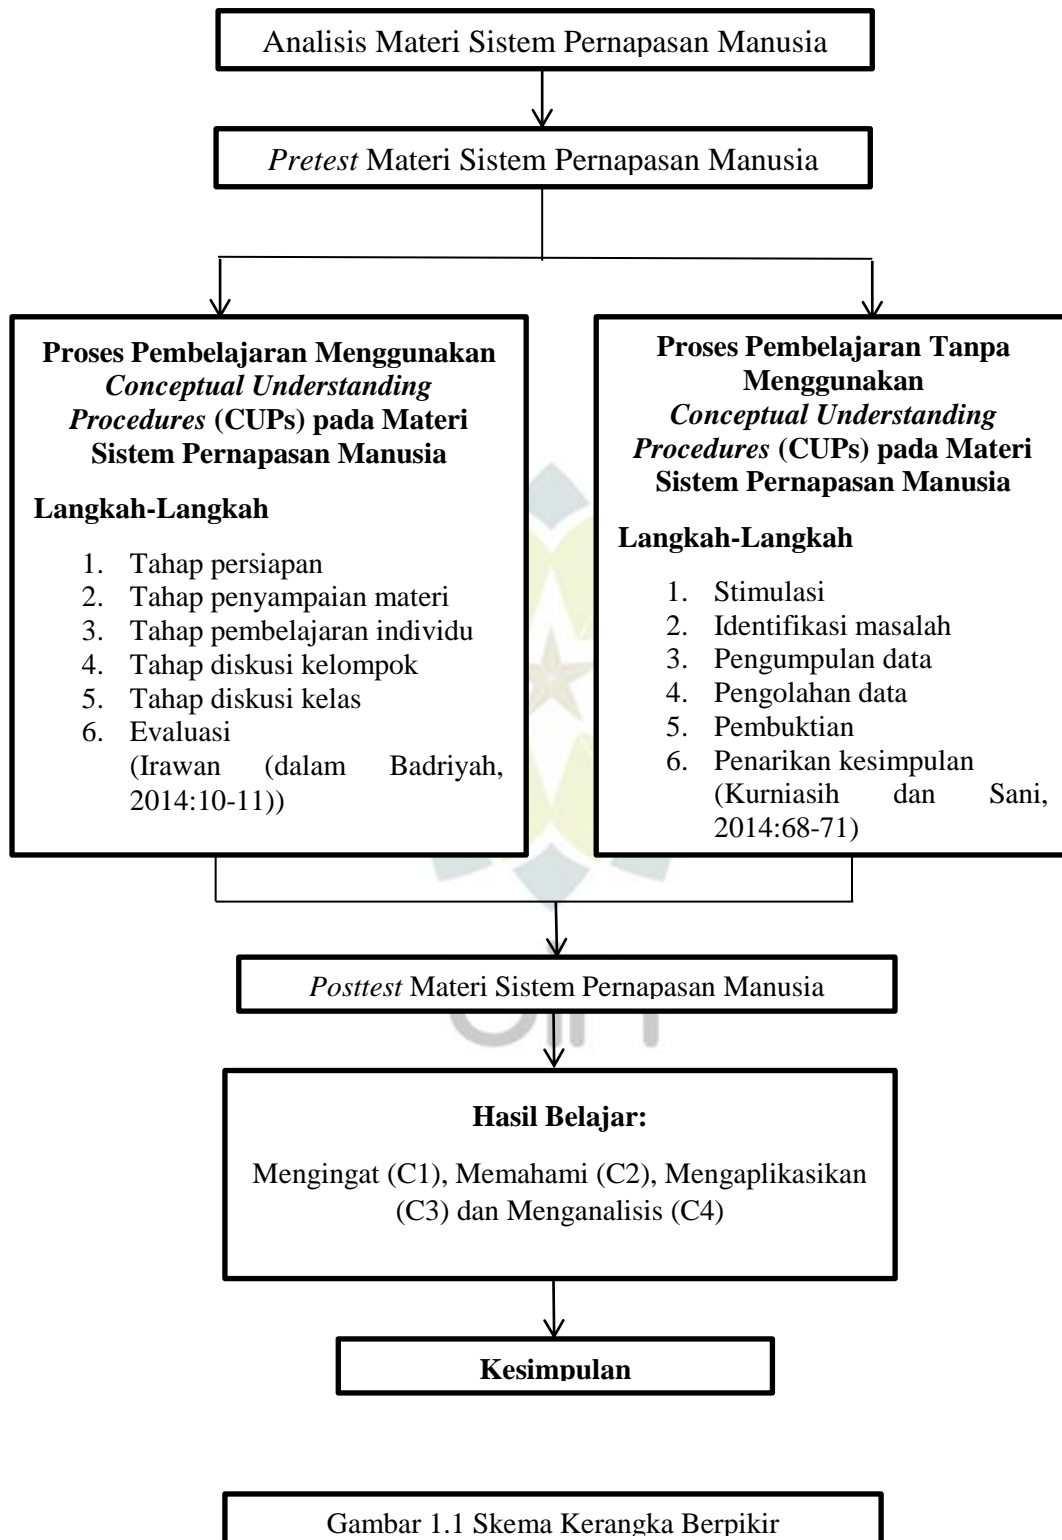 Analisis Materi Sistem Pernapasan Manusia
Pretest Materi Sistem Pernapasan Manusia
Proses Pembelajaran Menggunakan
Conceptual Understanding
Procedures (CUPs) pada Materi
Sistem Pernapasan Manusia
Langkah-Langkah
1. Tahap persiapan
2. Tahap penyampaian materi
3. Tahap pembelajaran individu
4. Tahap diskusi kelompok
5. Tahap diskusi kelas
6. Evaluasi
(Irawan (dalam Badriyah,
2014:10-11))
Proses Pembelajaran Tanpa
Menggunakan
Conceptual Understanding
Procedures (CUPs) pada Materi
Sistem Pernapasan Manusia
Langkah-Langkah
1. Stimulasi
2. Identifikasi masalah
3. Pengumpulan data
4. Pengolahan data
5. Pembuktian
6. Penarikan kesimpulan
(Kurniasih dan Sani,
2014:68-71)
Posttest Materi Sistem Pernapasan Manusia
uin
Hasil Belajar:
Mengingat (C1), Memahami (C2), Mengaplikasikan
(C3) dan Menganalisis (C4)
Kesimpulan
Gambar 1.1 Skema Kerangka Berpikir